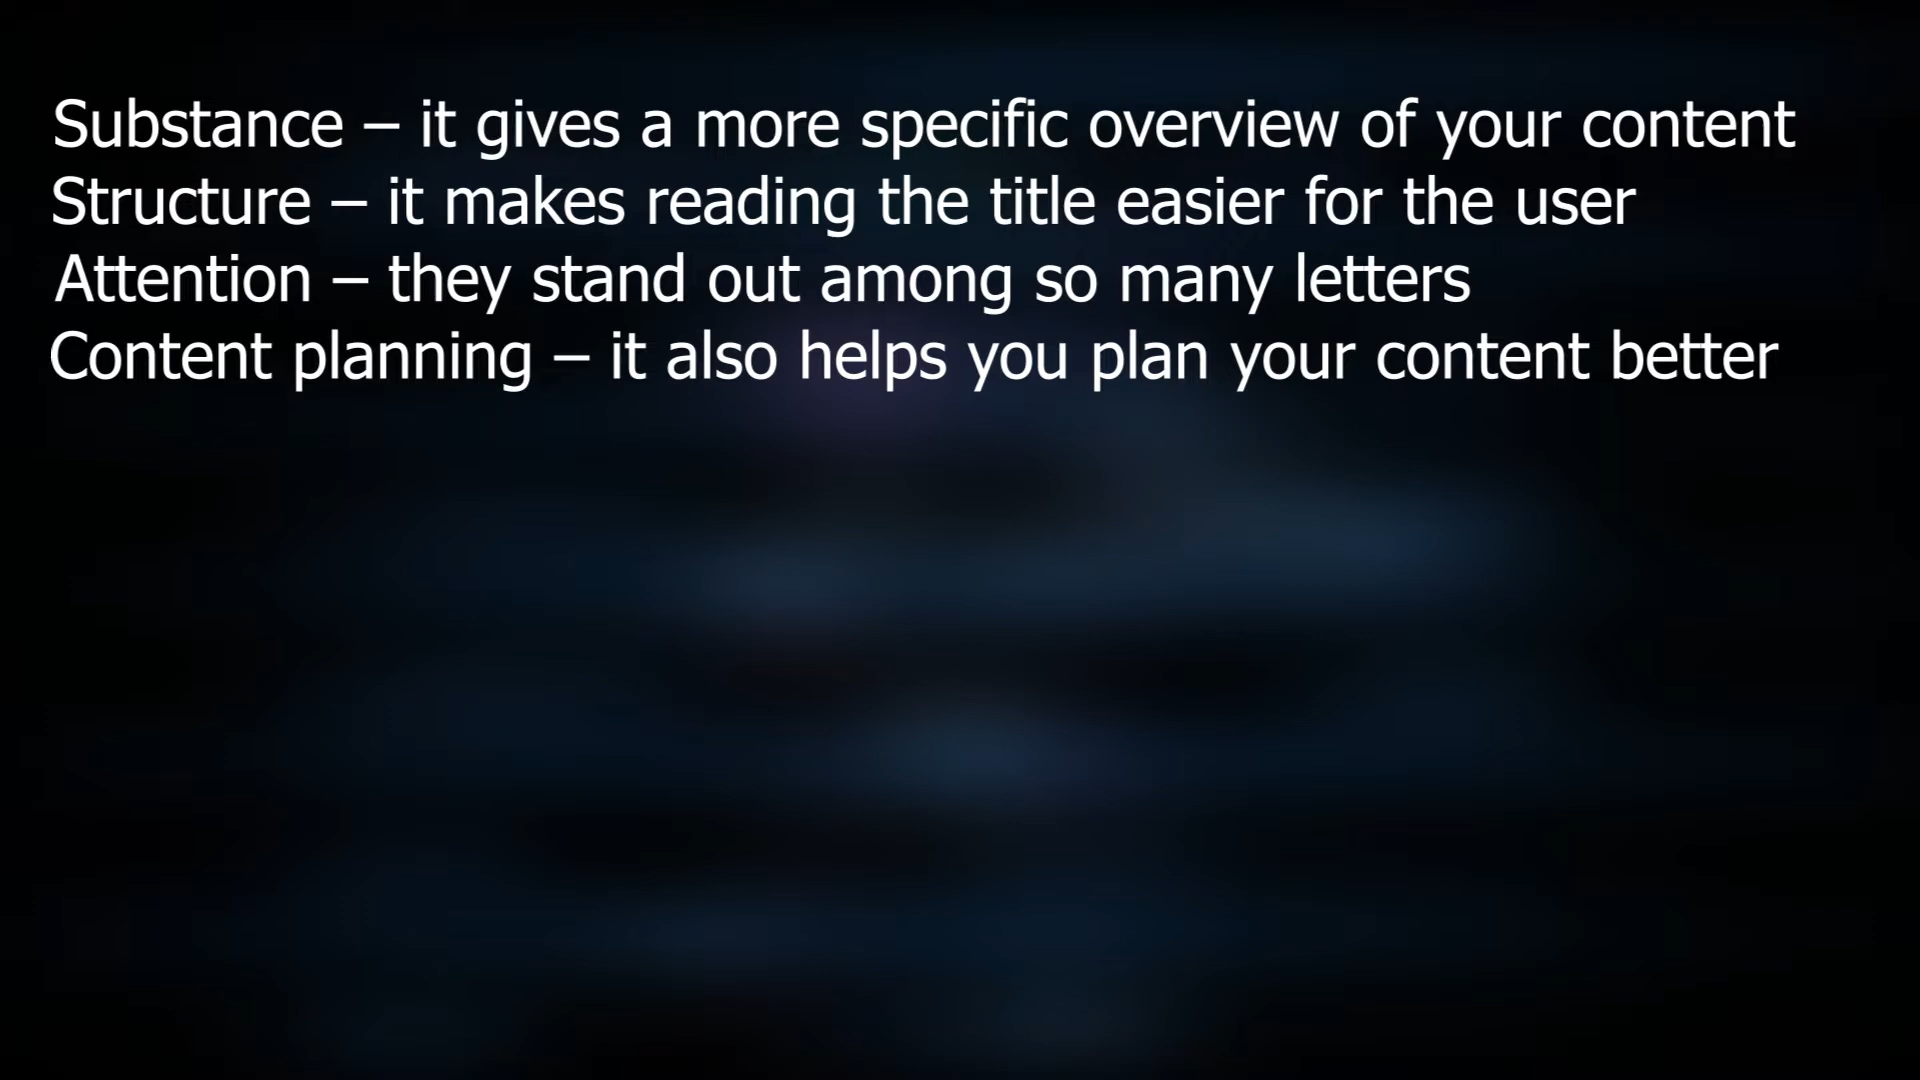 Substance – it gives a more specific overview of your content
Structure – it makes reading the title easier for the user
Attention – they stand out among so many letters
Content planning – it also helps you plan your content better